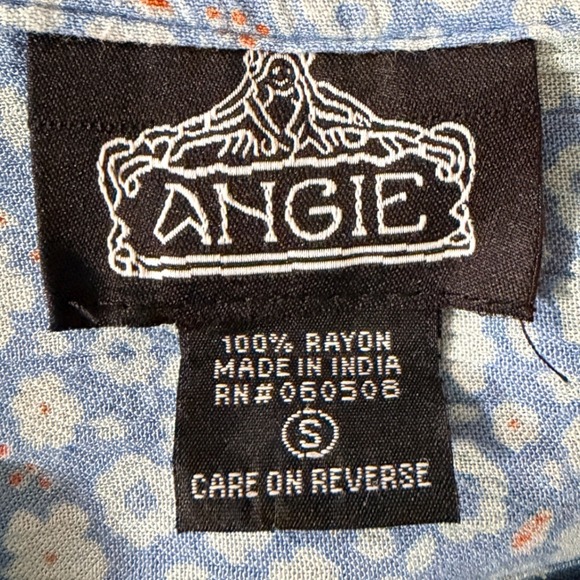 ANGIE
100% RAYON
MADE IN INDIA
RN#060508
S
CARE ON REVERSE